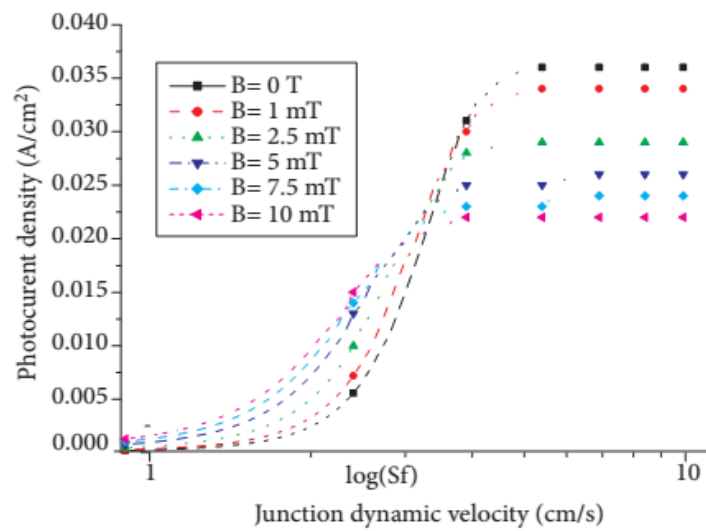 0.040
0.035
0.030
0.025
0.020
0.015
0.010
0.005
0.000
Photocurent density (A/cm²)
B= 0 T
B= 1 mT
B= 2.5 mT
B= 5 mT
B= 7.5 mT
B= 10 mT
1
log(Sf)
10
Junction dynamic velocity (cm/s)